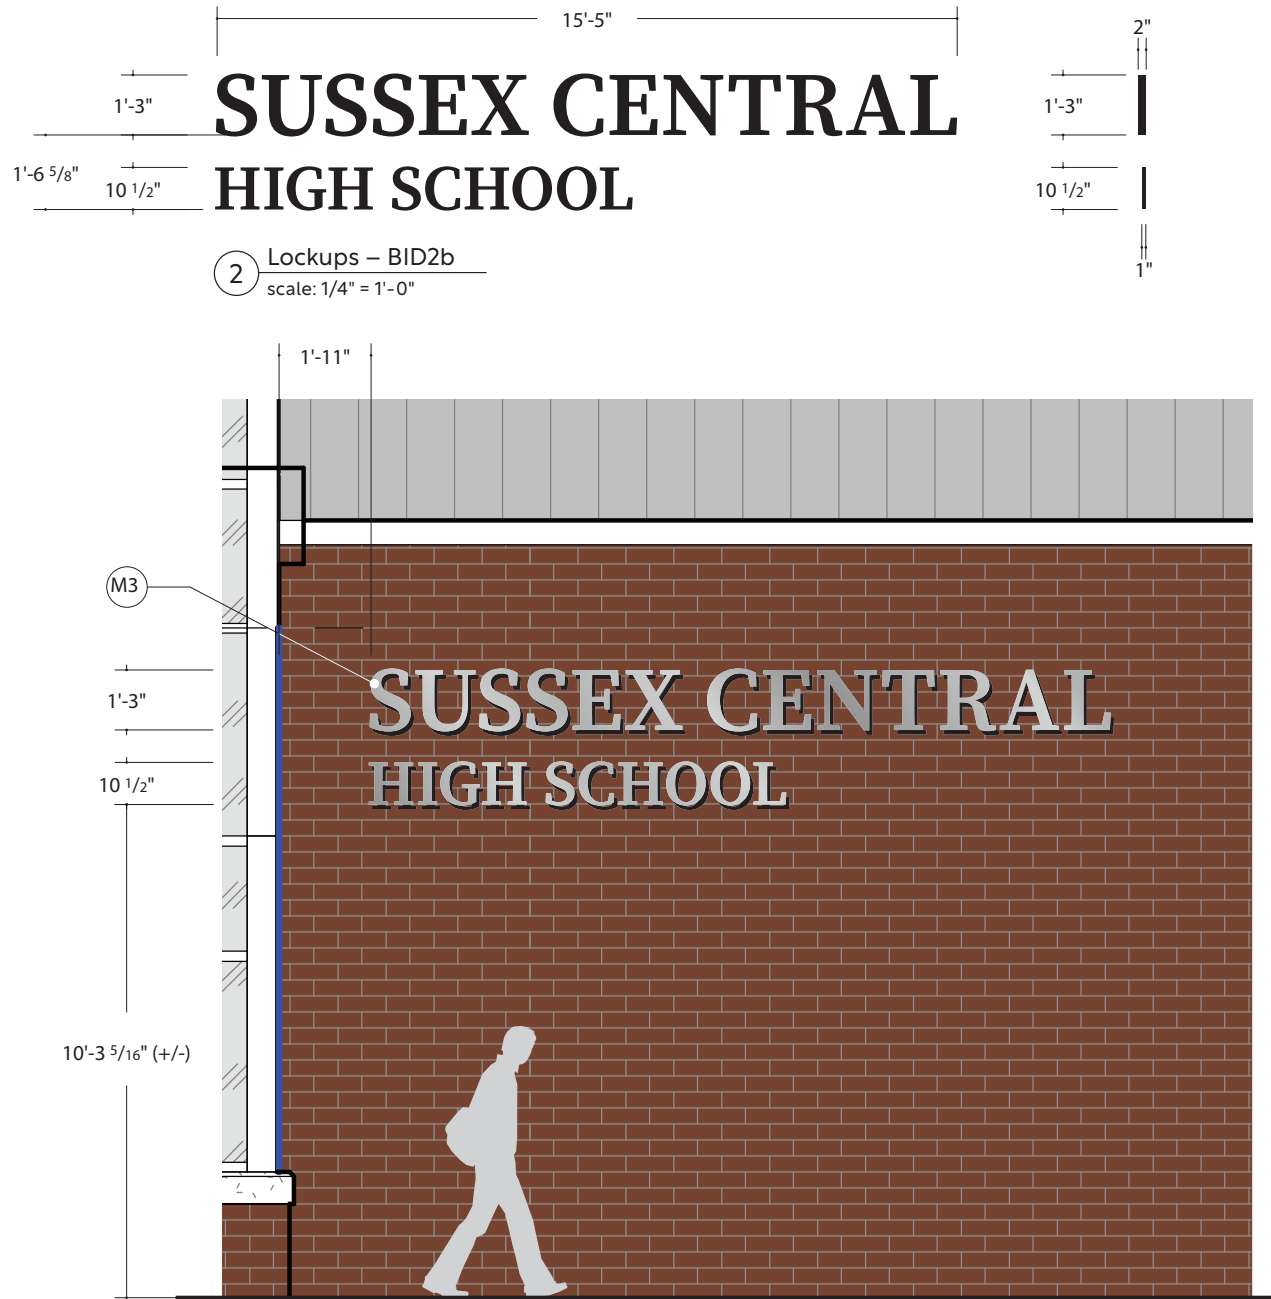 15'-5"
2"
SUSSEX CENTRAL
1'-3"
1'-3"
1'-6 5/8"
10 1/2"
HIGH SCHOOL
10 1/2"
1"
2
Lockups – BID2b
scale: 1/4" = 1'-0"
1'-11"
M3
SUSSEX CENTRAL
1'-3"
HIGH SCHOOL
10 1/2"
10'-3 5/16" (+/-)